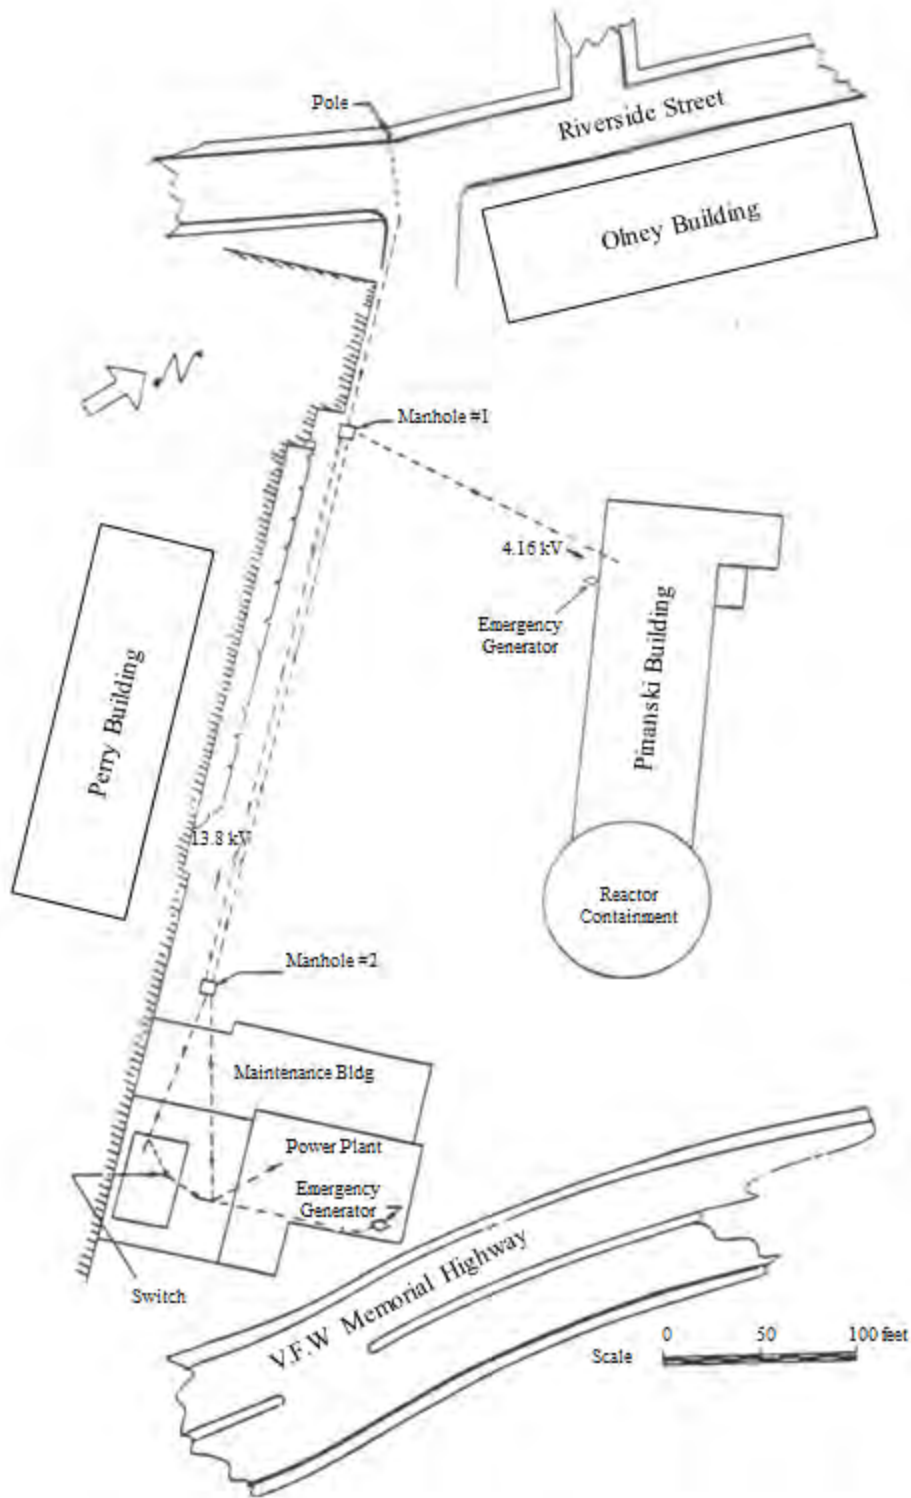 Pole
Riverside Street
Olney Building
N
Manhole #1
4.16 kV
Emergency
Generator
Pinanski Building
Perry Building
13.8 kV
Reactor
Containment
Manhole #2
Maintenance Bldg
Power Plant
Emergency
Generator
Switch
V.F.W Memorial Highway
Scale
0 50 100 feet